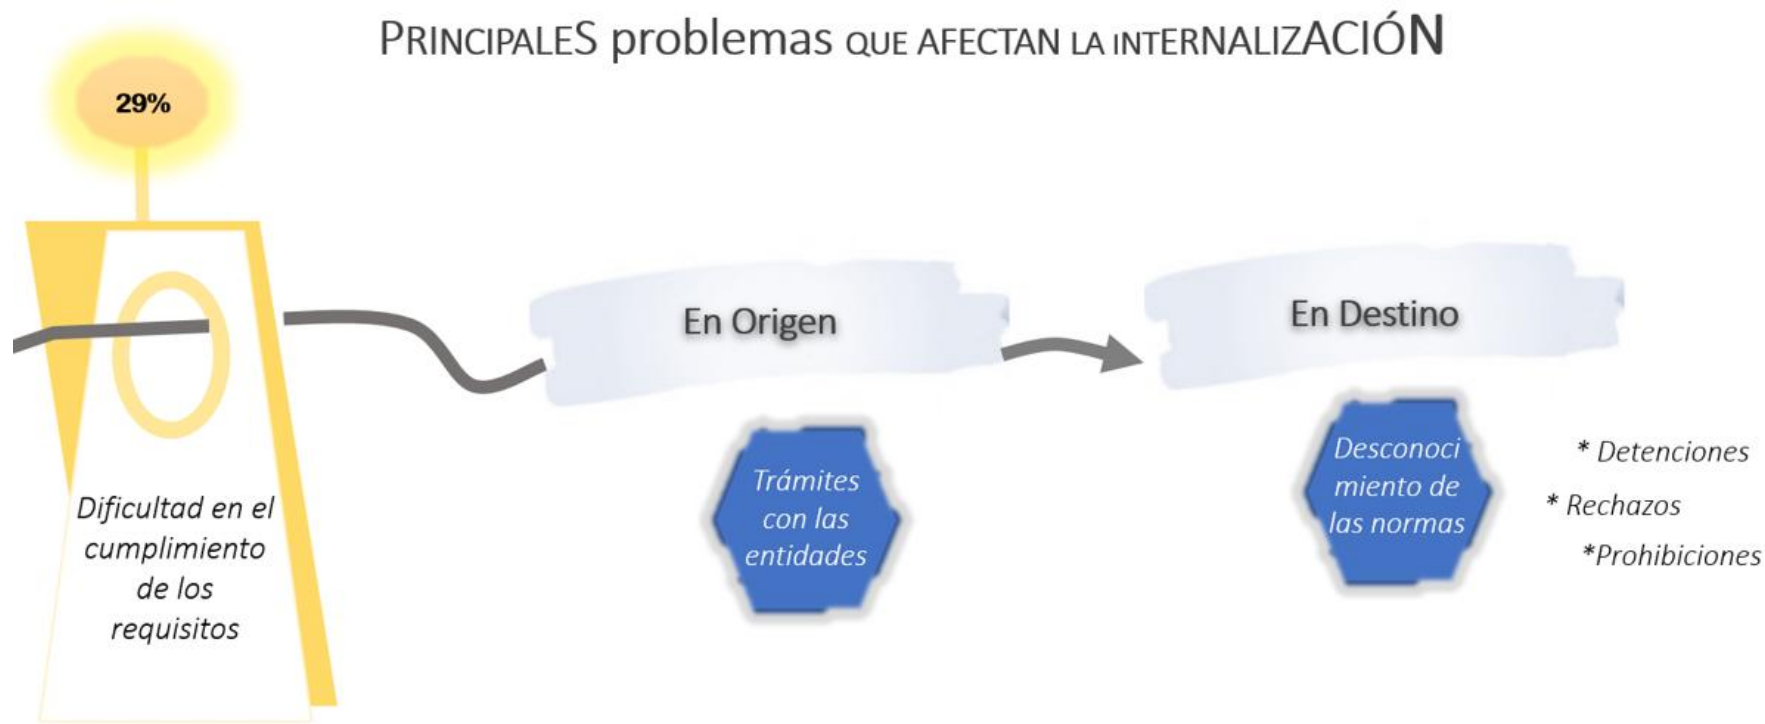 PRINCIPALES problemas QUE AFECTAN LA INTERNALIZACIÓN
29%
Dificultad en el
cumplimiento
de los
requisitos
En Origen
Trámites
con las
entidades
En Destino
Desconoci
miento de
las normas
* Detenciones
* Rechazos
*Prohibiciones